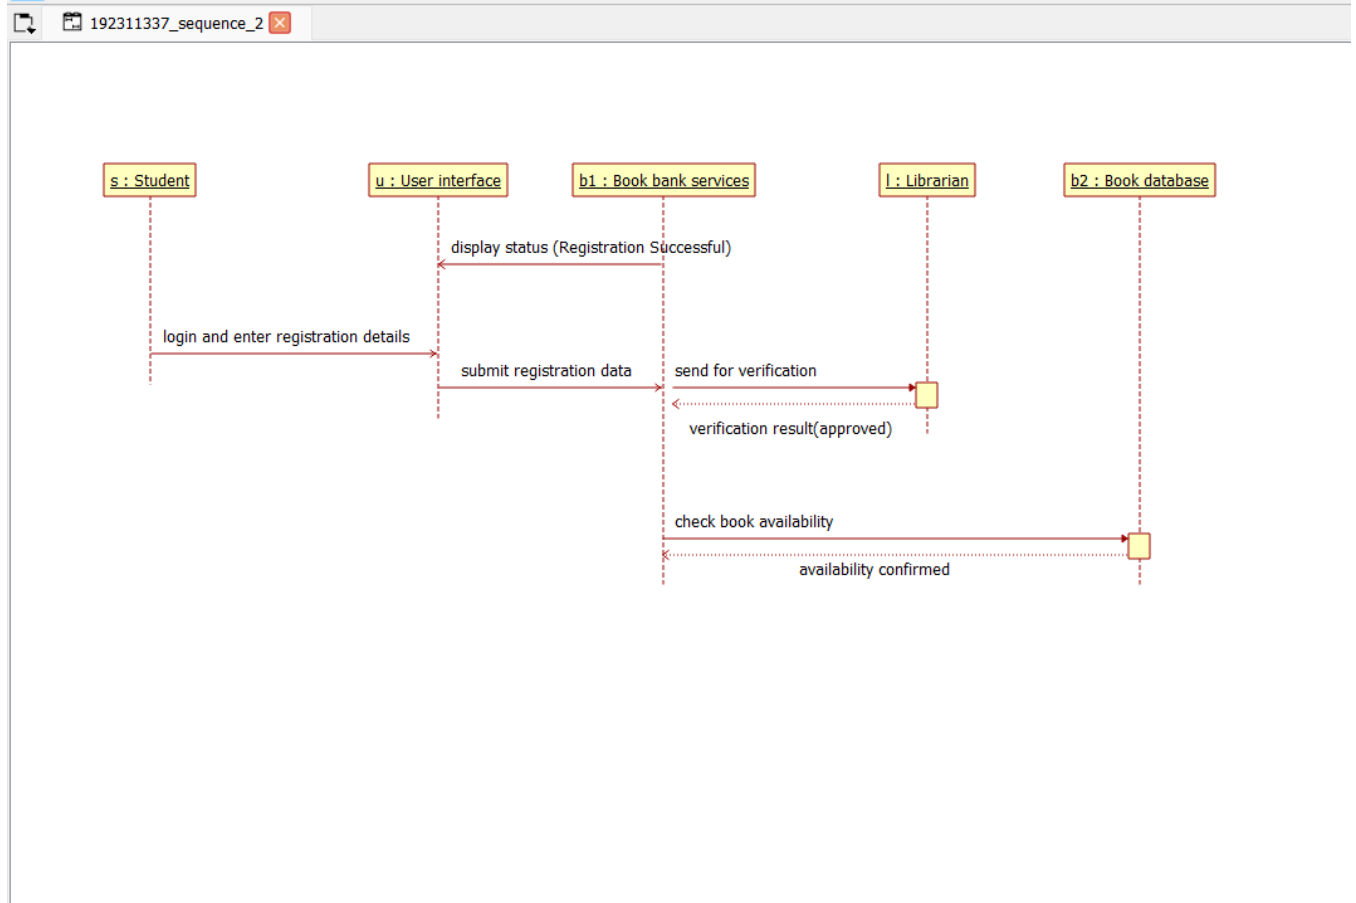 192311337_sequence_2
s : Student
u : User interface
b1 : Book bank services
l : Librarian
b2 : Book database
display status (Registration Successful)
login and enter registration details
submit registration data
send for verification
verification result(approved)
check book availability
availability confirmed